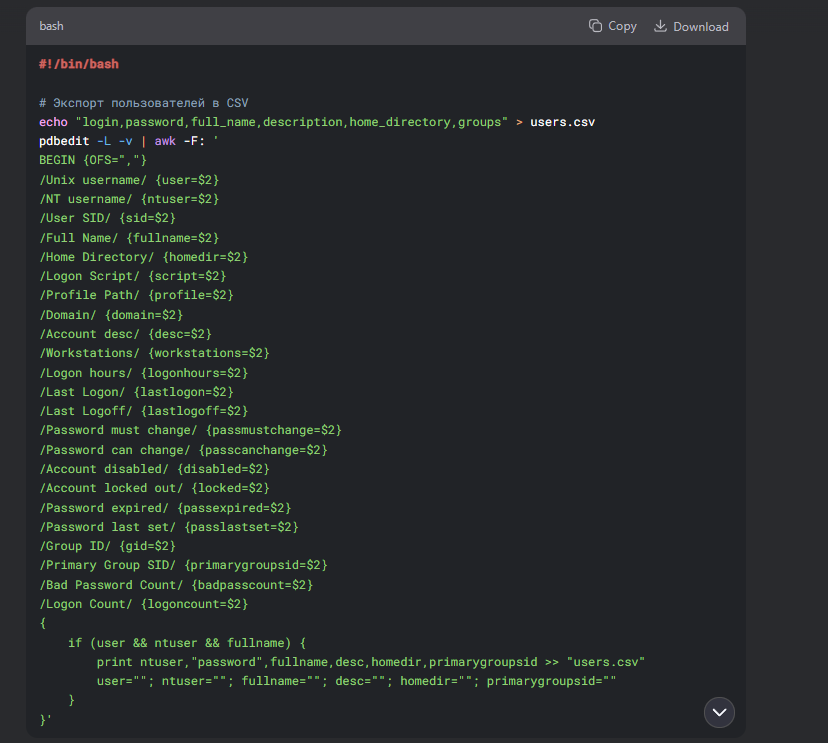 bash
Copy
Download
#!/bin/bash
# Экспорт пользователей в CSV
echo "login,password,full_name,description,home_directory,groups" > users.csv
pdbedit -L -v | awk -F: '
BEGIN {OFS=","}
/Unix username/ {user=$2}
/NT username/ {ntuser=$2}
/User SID/ {sid=$2}
/Full Name/ {fullname=$2}
/Home Directory/ {homedir=$2}
/Logon Script/ {script=$2}
/Profile Path/ {profile=$2}
/Domain/ {domain=$2}
/Account desc/ {desc=$2}
/Workstations/ {workstations=$2}
/Logon hours/ {logonhours=$2}
/Last Logon/ {lastlogon=$2}
/Last Logoff/ {lastlogoff=$2}
/Password must change/ {passmustchange=$2}
/Password can change/ {passcanchange=$2}
/Account disabled/ {disabled=$2}
/Account locked out/ {locked=$2}
/Password expired/ {passexpired=$2}
/Password last set/ {passlastset=$2}
/Group ID/ {gid=$2}
/Primary Group SID/ {primarygroupsid=$2}
/Bad Password Count/ {badpasscount=$2}
/Logon Count/ {logoncount=$2}
{
    if (user && ntuser && fullname) {
        print ntuser,"password",fullname,desc,homedir,primarygroupsid >> "users.csv"
        user=""; ntuser=""; fullname=""; desc=""; homedir=""; primarygroupsid=""
    }
}'